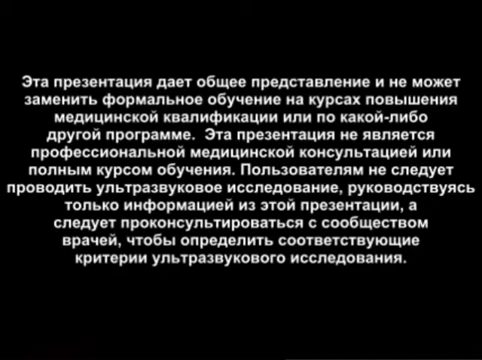 Эта презентация дает общее представление и не может
заменить формальное обучение на курсах повышения
медицинской квалификации или по какой-либо
другой программе. Эта презентация не является
профессиональной медицинской консультацией или
полным курсом обучения. Пользователям не следует
проводить ультразвуковое исследование, руководствуясь
только информацией из этой презентации, а
следует проконсультироваться с сообществом
врачей, чтобы определить соответствующие
критерии ультразвукового исследования.